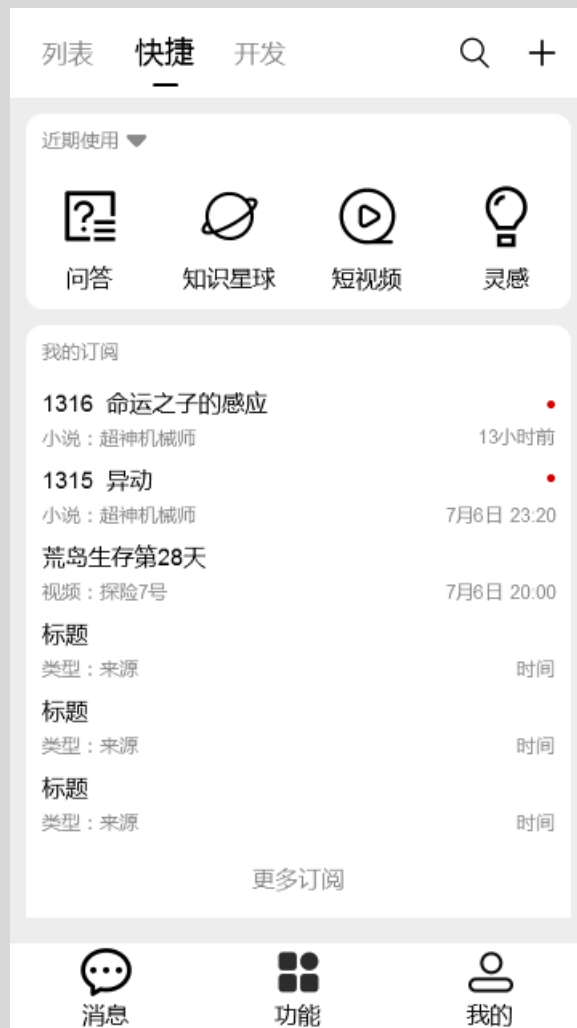 列表 快捷 开发
近期使用
问答 知识星球 短视频 灵感
我的订阅
1316 命运之子的感应
小说：超神机械师 13小时前
1315 异动
小说：超神机械师 7月6日 23:20
荒岛生存第28天
视频：探险7号 7月6日 20:00
标题
类型：来源 时间
标题
类型：来源 时间
标题
类型：来源 时间
更多订阅
消息 功能 我的